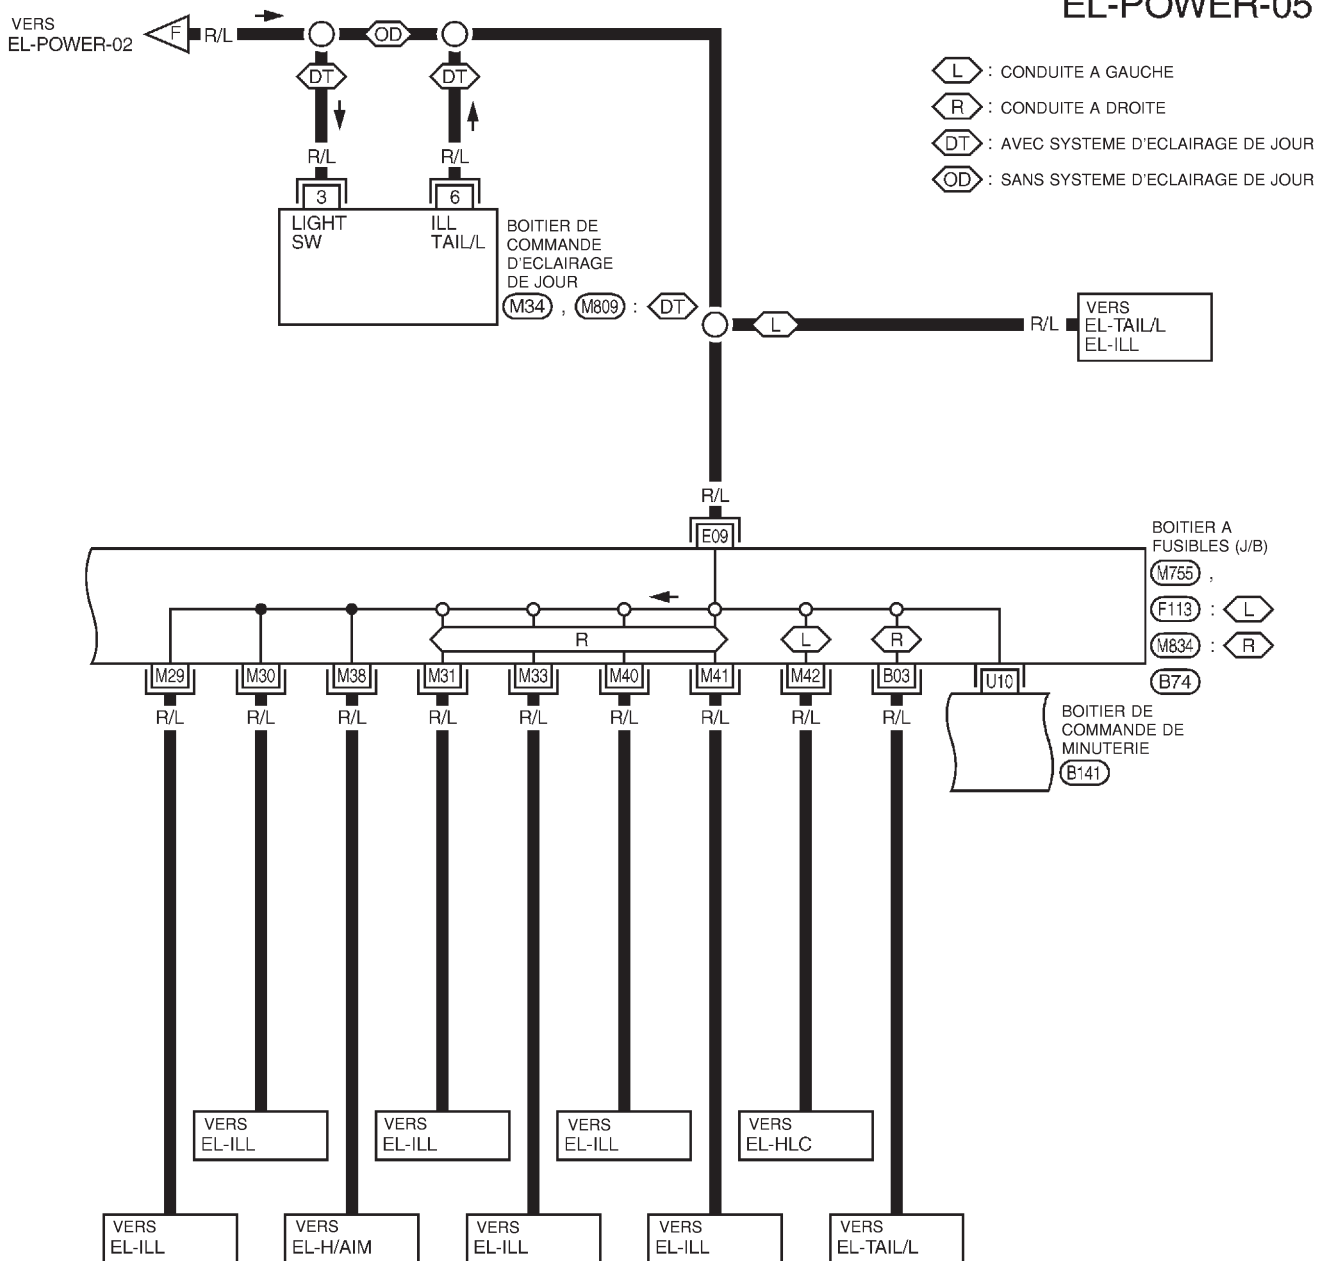 EL-POWER-05
VERS
EL-POWER-02
F
R/L
OD
DT
DT
R/L
R/L
3
6
LIGHT
SW
ILL
TAIL/L
BOITIER DE
COMMANDE
D'ECLAIRAGE
DE JOUR
M34 , M809 : DT
L : CONDUITE A GAUCHE
R : CONDUITE A DROITE
DT : AVEC SYSTEME D'ECLAIRAGE DE JOUR
OD : SANS SYSTEME D'ECLAIRAGE DE JOUR
L
R/L
VERS
EL-TAIL/L
EL-ILL
R/L
E09
BOITIER A
FUSIBLES (J/B)
M755 ,
F113 : L
M834 : R
B74
R
L
R
M29
M30
M38
M31
M33
M40
M41
M42
B03
U10
R/L
R/L
R/L
R/L
R/L
R/L
R/L
R/L
R/L
BOITIER DE
COMMANDE DE
MINUTERIE
B141
VERS
EL-ILL
VERS
EL-ILL
VERS
EL-ILL
VERS
EL-HLC
VERS
EL-ILL
VERS
EL-H/AIM
VERS
EL-ILL
VERS
EL-ILL
VERS
EL-TAIL/L